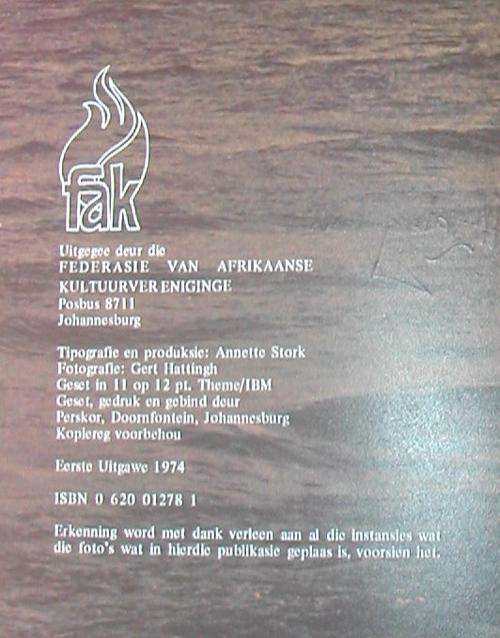 fak
Uitgegee deur die
FEDERASIE VAN AFRIKAANSE
KULTUURVERENIGINGE
Posbus 8711
Johannesburg
Tipografie en produksie: Annette Stork
Fotografie: Gert Hattingh
Geset in 11 op 12 pt. Theme/IBM
Geset, gedruk en gebind deur
Perskor, Doornfontein, Johannesburg
Kopiereg voorbehou
Eerste Uitgawe 1974
ISBN 0 620 01278 1
Erkenning word met dank verleen aan al die instansies wat
die foto's wat in hierdie publikasie geplaas is, voorsien het.